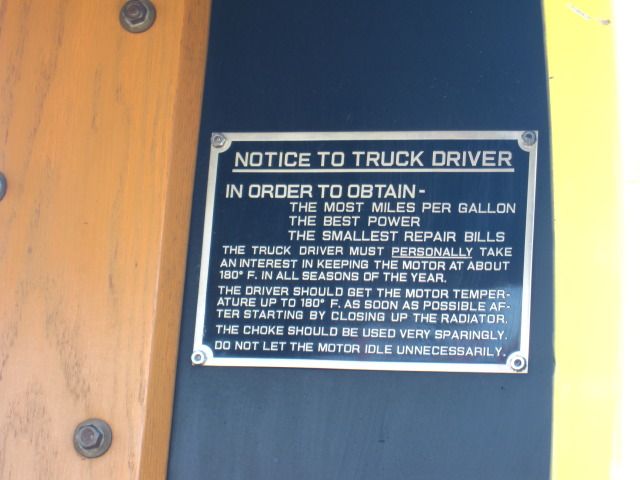 NOTICE TO TRUCK DRIVER
IN ORDER TO OBTAIN-
THE MOST MILES PER GALLON
THE BEST POWER
THE SMALLEST REPAIR BILLS
THE TRUCK DRIVER MUST PERSONALLY TAKE
AN INTEREST IN KEEPING THE MOTOR AT ABOUT
180° F. IN ALL SEASONS OF THE YEAR.
THE DRIVER SHOULD GET THE MOTOR TEMPER-
ATURE UP TO 180° F. AS SOON AS POSSIBLE AF-
TER STARTING BY CLOSING UP THE RADIATOR.
THE CHOKE SHOULD BE USED VERY SPARINGLY.
DO NOT LET THE MOTOR IDLE UNNECESSARILY.